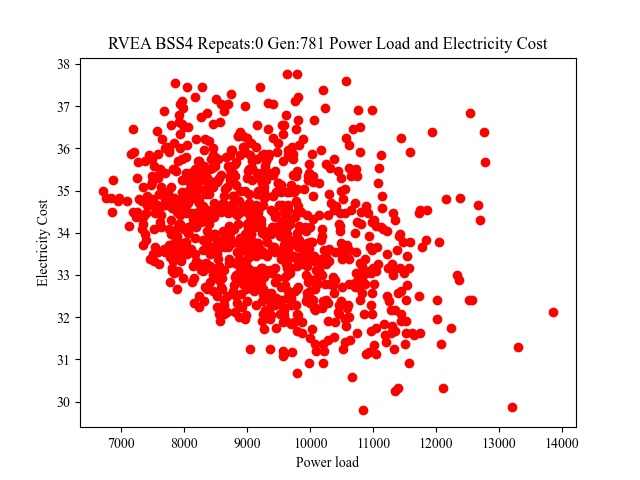 RVEA BSS4 Repeats:0 Gen:781 Power Load and Electricity Cost
38
37
36
35
34
33
32
31
30
Electricity Cost
7000 8000 9000 10000 11000 12000 13000 14000
Power load